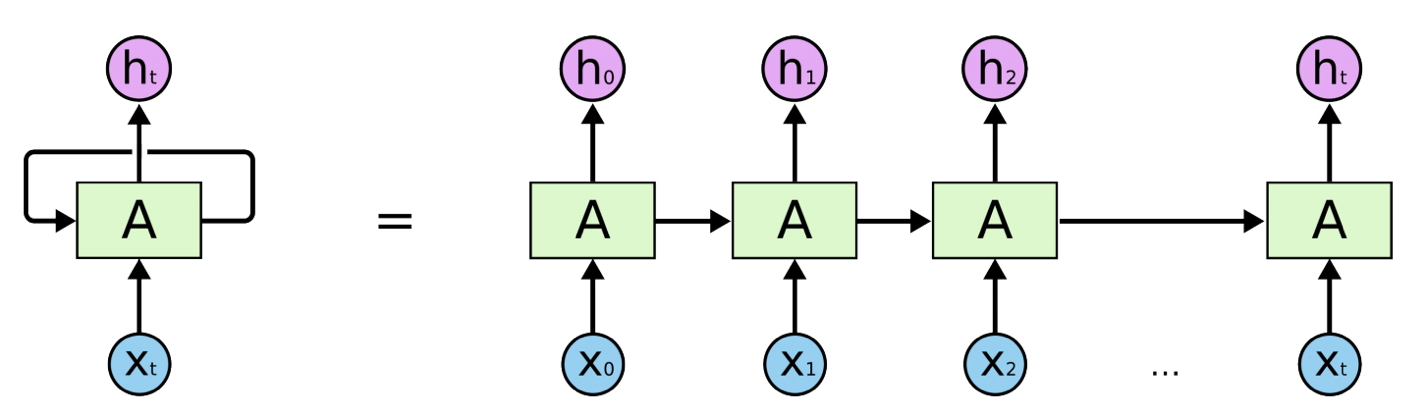 ht h0 h1 h2 ht
A = A A A A
xt x0 x1 x2 ... xt